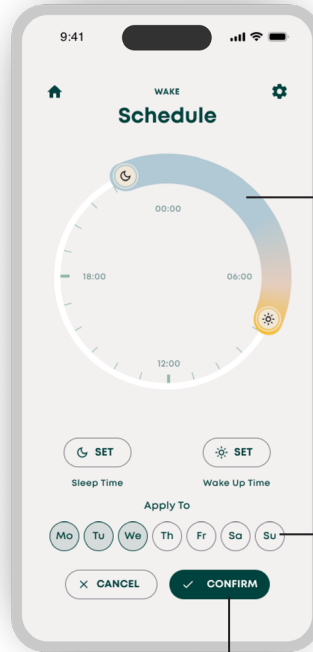 9:41
WAKE
Schedule
00:00
18:00 06:00
12:00
SET SET
Sleep Time Wake Up Time
Apply To
Mo Tu We Th Fr Sa Su
CANCEL CONFIRM